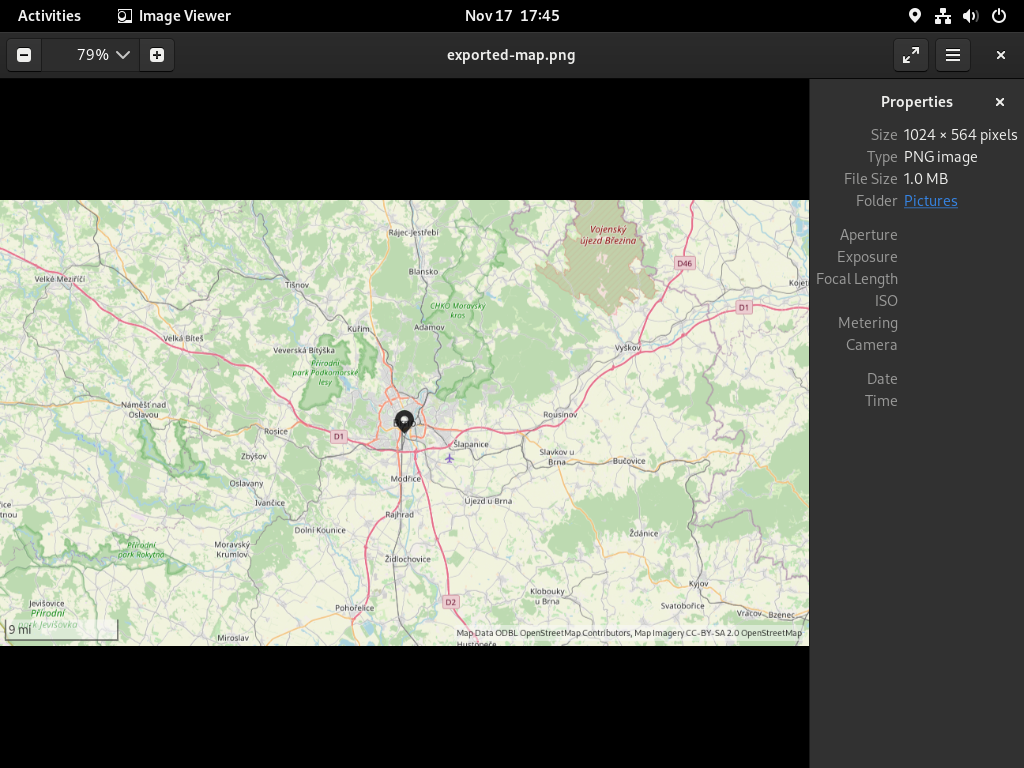 Activities
Image Viewer
Nov 17 17:45
79%
exported-map.png
Properties
Size 1024 × 564 pixels
Type PNG image
File Size 1.0 MB
Folder Pictures
Aperture
Exposure
Focal Length
ISO
Metering
Camera
Date
Time
Rájec-Jestřebí
Vojenský
újezd Březina
D46
Blansko
Velké Meziříčí
Tišnov
Kojet
CHKO Moravský
kras
D1
Kuřim
Adamov
Velká Bíteš
Veverská Bítýška
Vyškov
Přírodní
park Podkomorské
lesy
Náměšť nad
Oslavou
Rousínov
Rosice
D1
Šlapanice
Zbýšov
Slavkov u
Brna
Bučovice
Oslavany
Modřice
Ivančice
Újezd u Brna
Rajhrad
Dolní Kounice
Ždánice
Moravský
Krumlov
Přírodní
park Rokytná
Židlochovice
Klobouky
u Brna
Kyjov
Jevišovice
Přírodní
park Jevišovka
Pohořelice
D2
Svatobořice
Vracov
Bzenec
9 mi
Miroslav
Map Data ODBL OpenStreetMap Contributors, Map Imagery CC-BY-SA 2.0 OpenStreetMap
Hustopeče